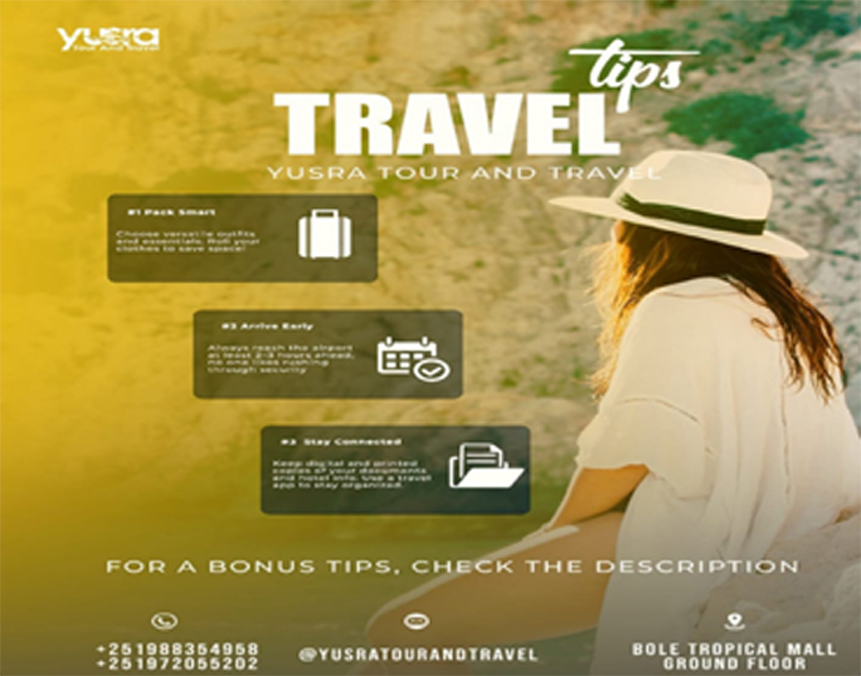 yusra
Tour And Travel
tips
TRAVEL
YUSRA TOUR AND TRAVEL
#1 Pack Smart
Choose versatile outfits
and essentials. Roll your
clothes to save space!
#2 Arrive Early
Always reach the airport
at least 2-3 hours ahead,
no one likes rushing
through security
#3 Stay Connected
Keep digital and printed
copies of your documents
and hotel info. Use a travel
app to stay organized.
FOR A BONUS TIPS, CHECK THE DESCRIPTION
+251988354958
+251972055202
@YUSRATOURANDTRAVEL
BOLE TROPICAL MALL
GROUND FLOOR